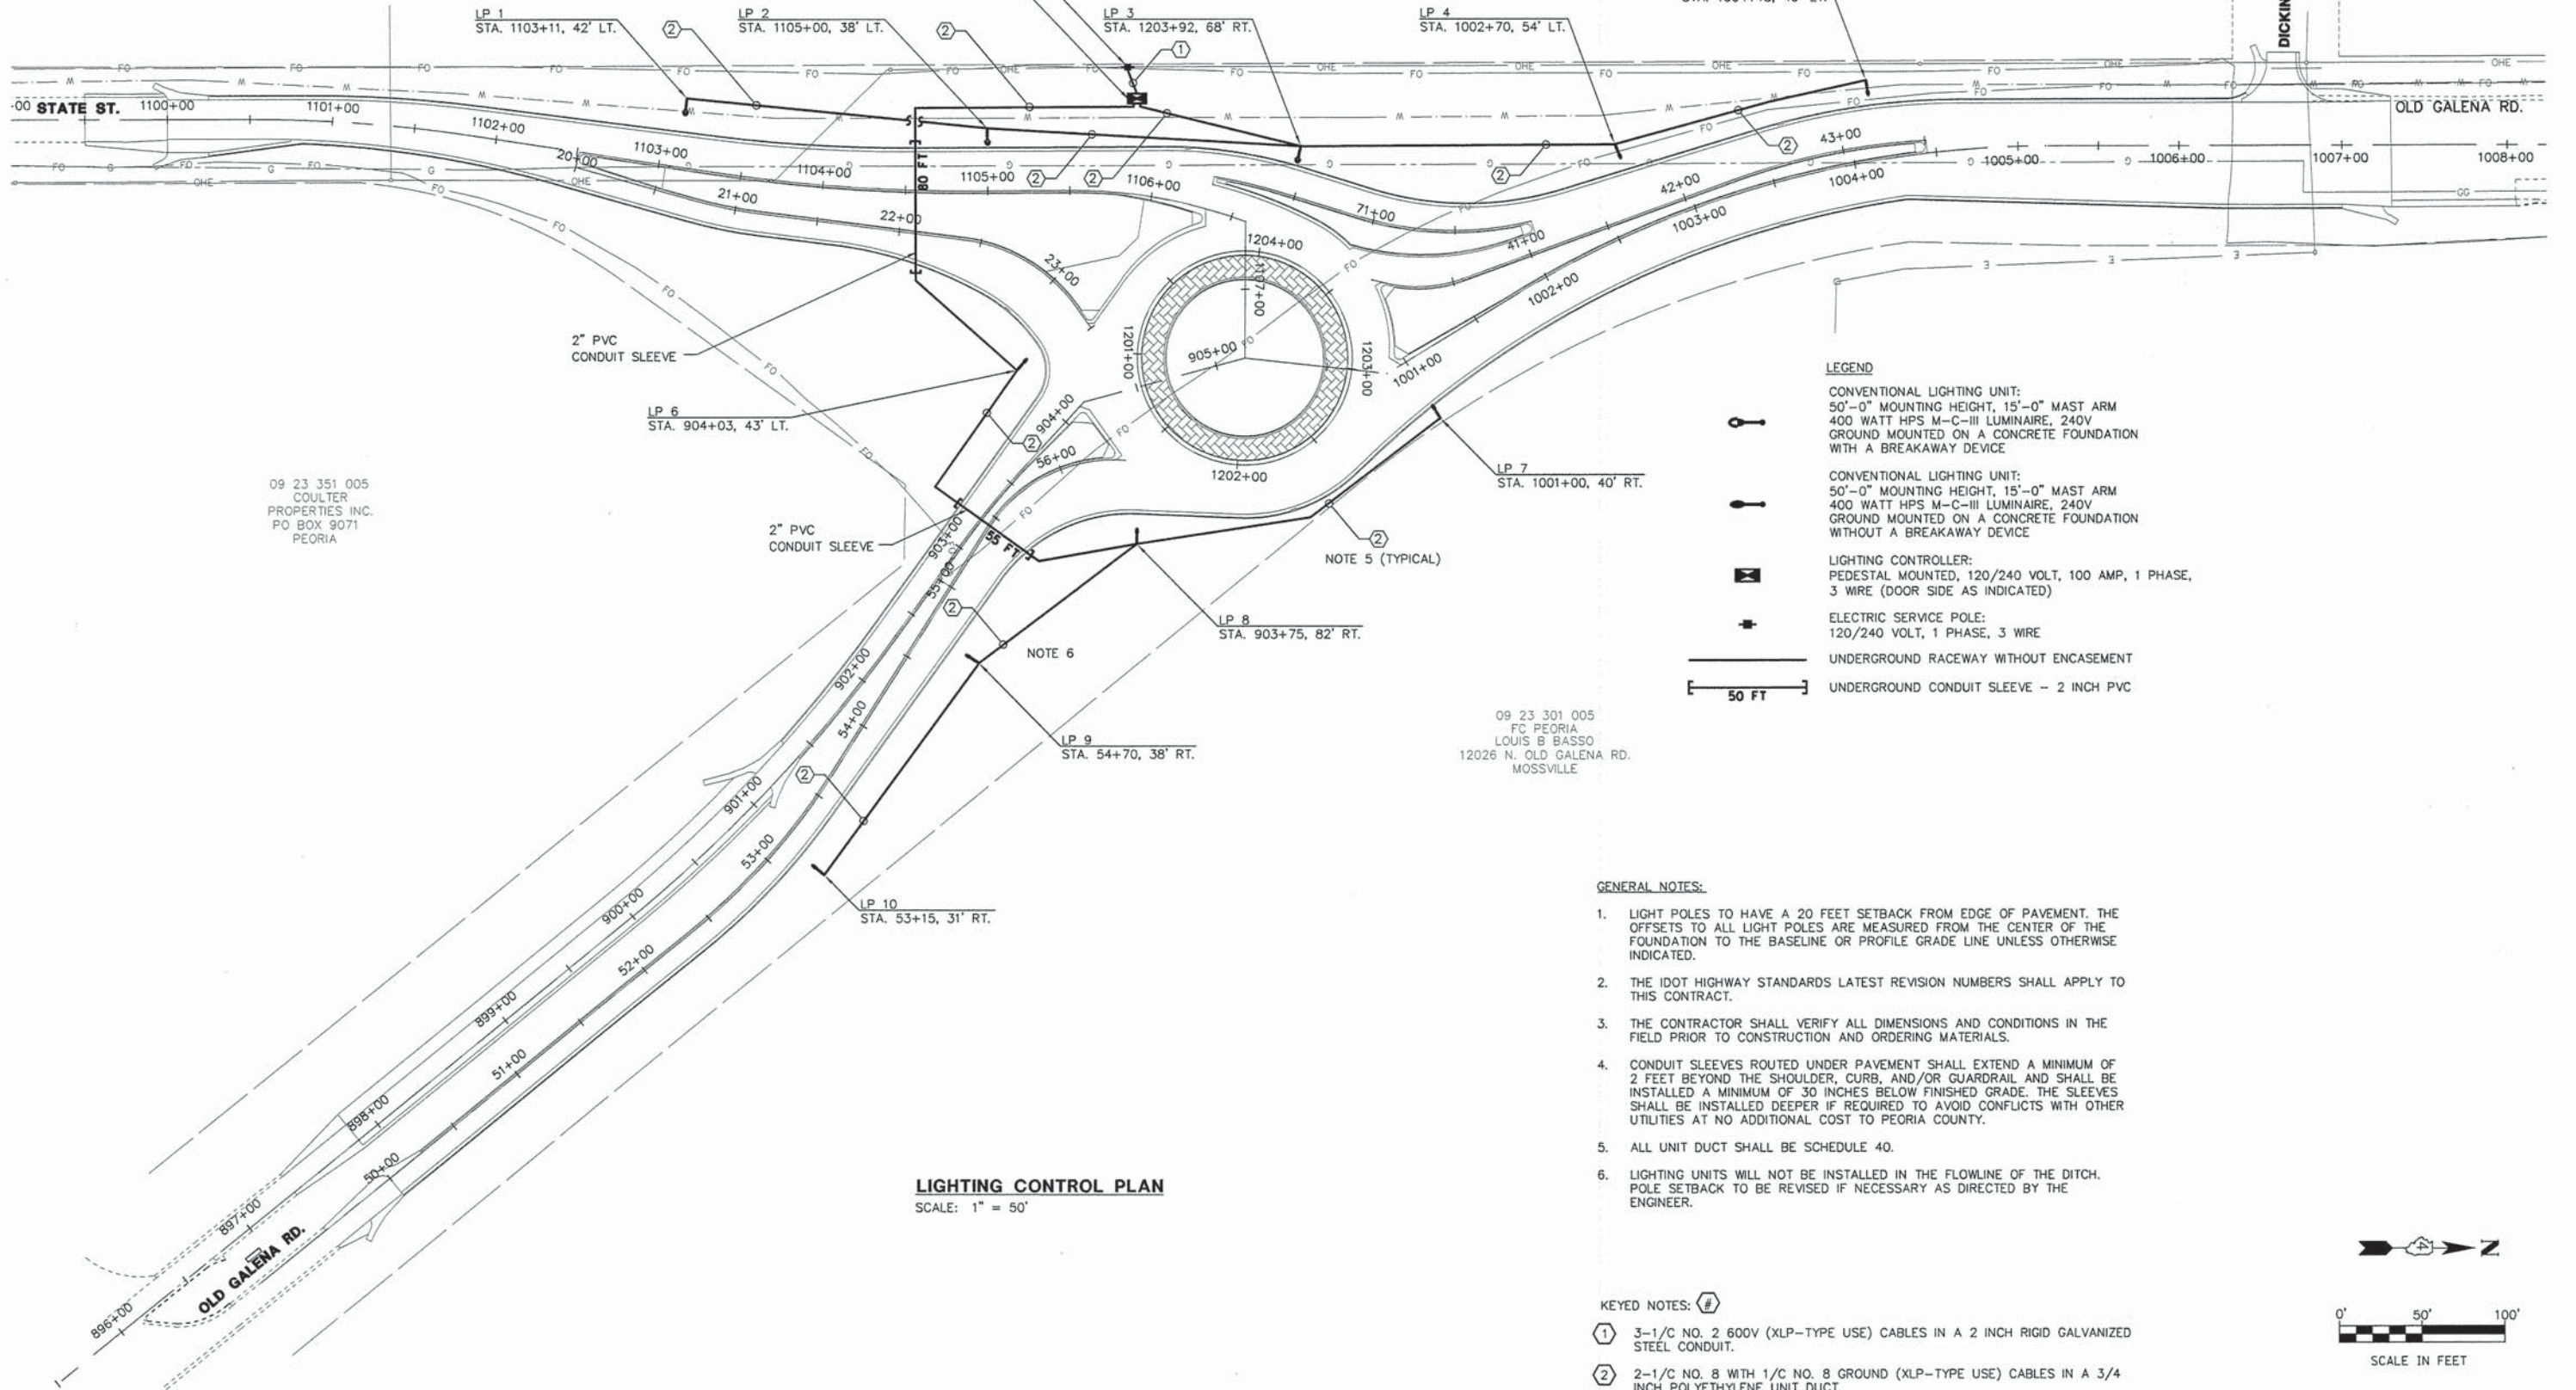 LP 1
STA. 1103+11, 42' LT.
LP 2
STA. 1105+00, 38' LT.
LP 3
STA. 1203+92, 68' RT.
LP 4
STA. 1002+70, 54' LT.
2
2
1
STATE ST.
1100+00
1101+00
1102+00
1103+00
1104+00
1105+00
1106+00
1107+00
20+00
21+00
22+00
23+00
80 FT
2
2
2
2
71+00
41+00
42+00
43+00
1001+00
1002+00
1003+00
1004+00
1005+00
1006+00
1007+00
1008+00
OLD GALENA RD.
1201+00
1202+00
1203+00
1204+00
905+00
2" PVC
CONDUIT SLEEVE
LP 6
STA. 904+03, 43' LT.
2
904+00
56+00
LP 7
STA. 1001+00, 40' RT.
2
NOTE 5 (TYPICAL)
09 23 351 005
COULTER
PROPERTIES INC.
PO BOX 9071
PEORIA
2" PVC
CONDUIT SLEEVE
903+00
55 FT
55+00
2
LP 8
STA. 903+75, 82' RT.
NOTE 6
902+00
54+00
LP 9
STA. 54+70, 38' RT.
2
901+00
53+00
LP 10
STA. 53+15, 31' RT.
900+00
52+00
899+00
51+00
898+00
50+00
897+00
OLD GALENA RD.
896+00
09 23 301 005
FC PEORIA
LOUIS B BASSO
12026 N. OLD GALENA RD.
MOSSVILLE
LEGEND
CONVENTIONAL LIGHTING UNIT:
50'-0" MOUNTING HEIGHT, 15'-0" MAST ARM
400 WATT HPS M-C-III LUMINAIRE, 240V
GROUND MOUNTED ON A CONCRETE FOUNDATION
WITH A BREAKAWAY DEVICE
CONVENTIONAL LIGHTING UNIT:
50'-0" MOUNTING HEIGHT, 15'-0" MAST ARM
400 WATT HPS M-C-III LUMINAIRE, 240V
GROUND MOUNTED ON A CONCRETE FOUNDATION
WITHOUT A BREAKAWAY DEVICE
LIGHTING CONTROLLER:
PEDESTAL MOUNTED, 120/240 VOLT, 100 AMP, 1 PHASE,
3 WIRE (DOOR SIDE AS INDICATED)
ELECTRIC SERVICE POLE:
120/240 VOLT, 1 PHASE, 3 WIRE
UNDERGROUND RACEWAY WITHOUT ENCASEMENT
50 FT
UNDERGROUND CONDUIT SLEEVE - 2 INCH PVC
GENERAL NOTES:
1. LIGHT POLES TO HAVE A 20 FEET SETBACK FROM EDGE OF PAVEMENT. THE
OFFSETS TO ALL LIGHT POLES ARE MEASURED FROM THE CENTER OF THE
FOUNDATION TO THE BASELINE OR PROFILE GRADE LINE UNLESS OTHERWISE
INDICATED.
2. THE IDOT HIGHWAY STANDARDS LATEST REVISION NUMBERS SHALL APPLY TO
THIS CONTRACT.
3. THE CONTRACTOR SHALL VERIFY ALL DIMENSIONS AND CONDITIONS IN THE
FIELD PRIOR TO CONSTRUCTION AND ORDERING MATERIALS.
4. CONDUIT SLEEVES ROUTED UNDER PAVEMENT SHALL EXTEND A MINIMUM OF
2 FEET BEYOND THE SHOULDER, CURB, AND/OR GUARDRAIL AND SHALL BE
INSTALLED A MINIMUM OF 30 INCHES BELOW FINISHED GRADE. THE SLEEVES
SHALL BE INSTALLED DEEPER IF REQUIRED TO AVOID CONFLICTS WITH OTHER
UTILITIES AT NO ADDITIONAL COST TO PEORIA COUNTY.
5. ALL UNIT DUCT SHALL BE SCHEDULE 40.
6. LIGHTING UNITS WILL NOT BE INSTALLED IN THE FLOWLINE OF THE DITCH.
POLE SETBACK TO BE REVISED IF NECESSARY AS DIRECTED BY THE
ENGINEER.
LIGHTING CONTROL PLAN
SCALE: 1" = 50'
KEYED NOTES: #
1 3-1/C NO. 2 600V (XLP-TYPE USE) CABLES IN A 2 INCH RIGID GALVANIZED
STEEL CONDUIT.
2 2-1/C NO. 8 WITH 1/C NO. 8 GROUND (XLP-TYPE USE) CABLES IN A 3/4
INCH POLYETHYLENE UNIT DUCT
N
0' 50' 100'
SCALE IN FEET